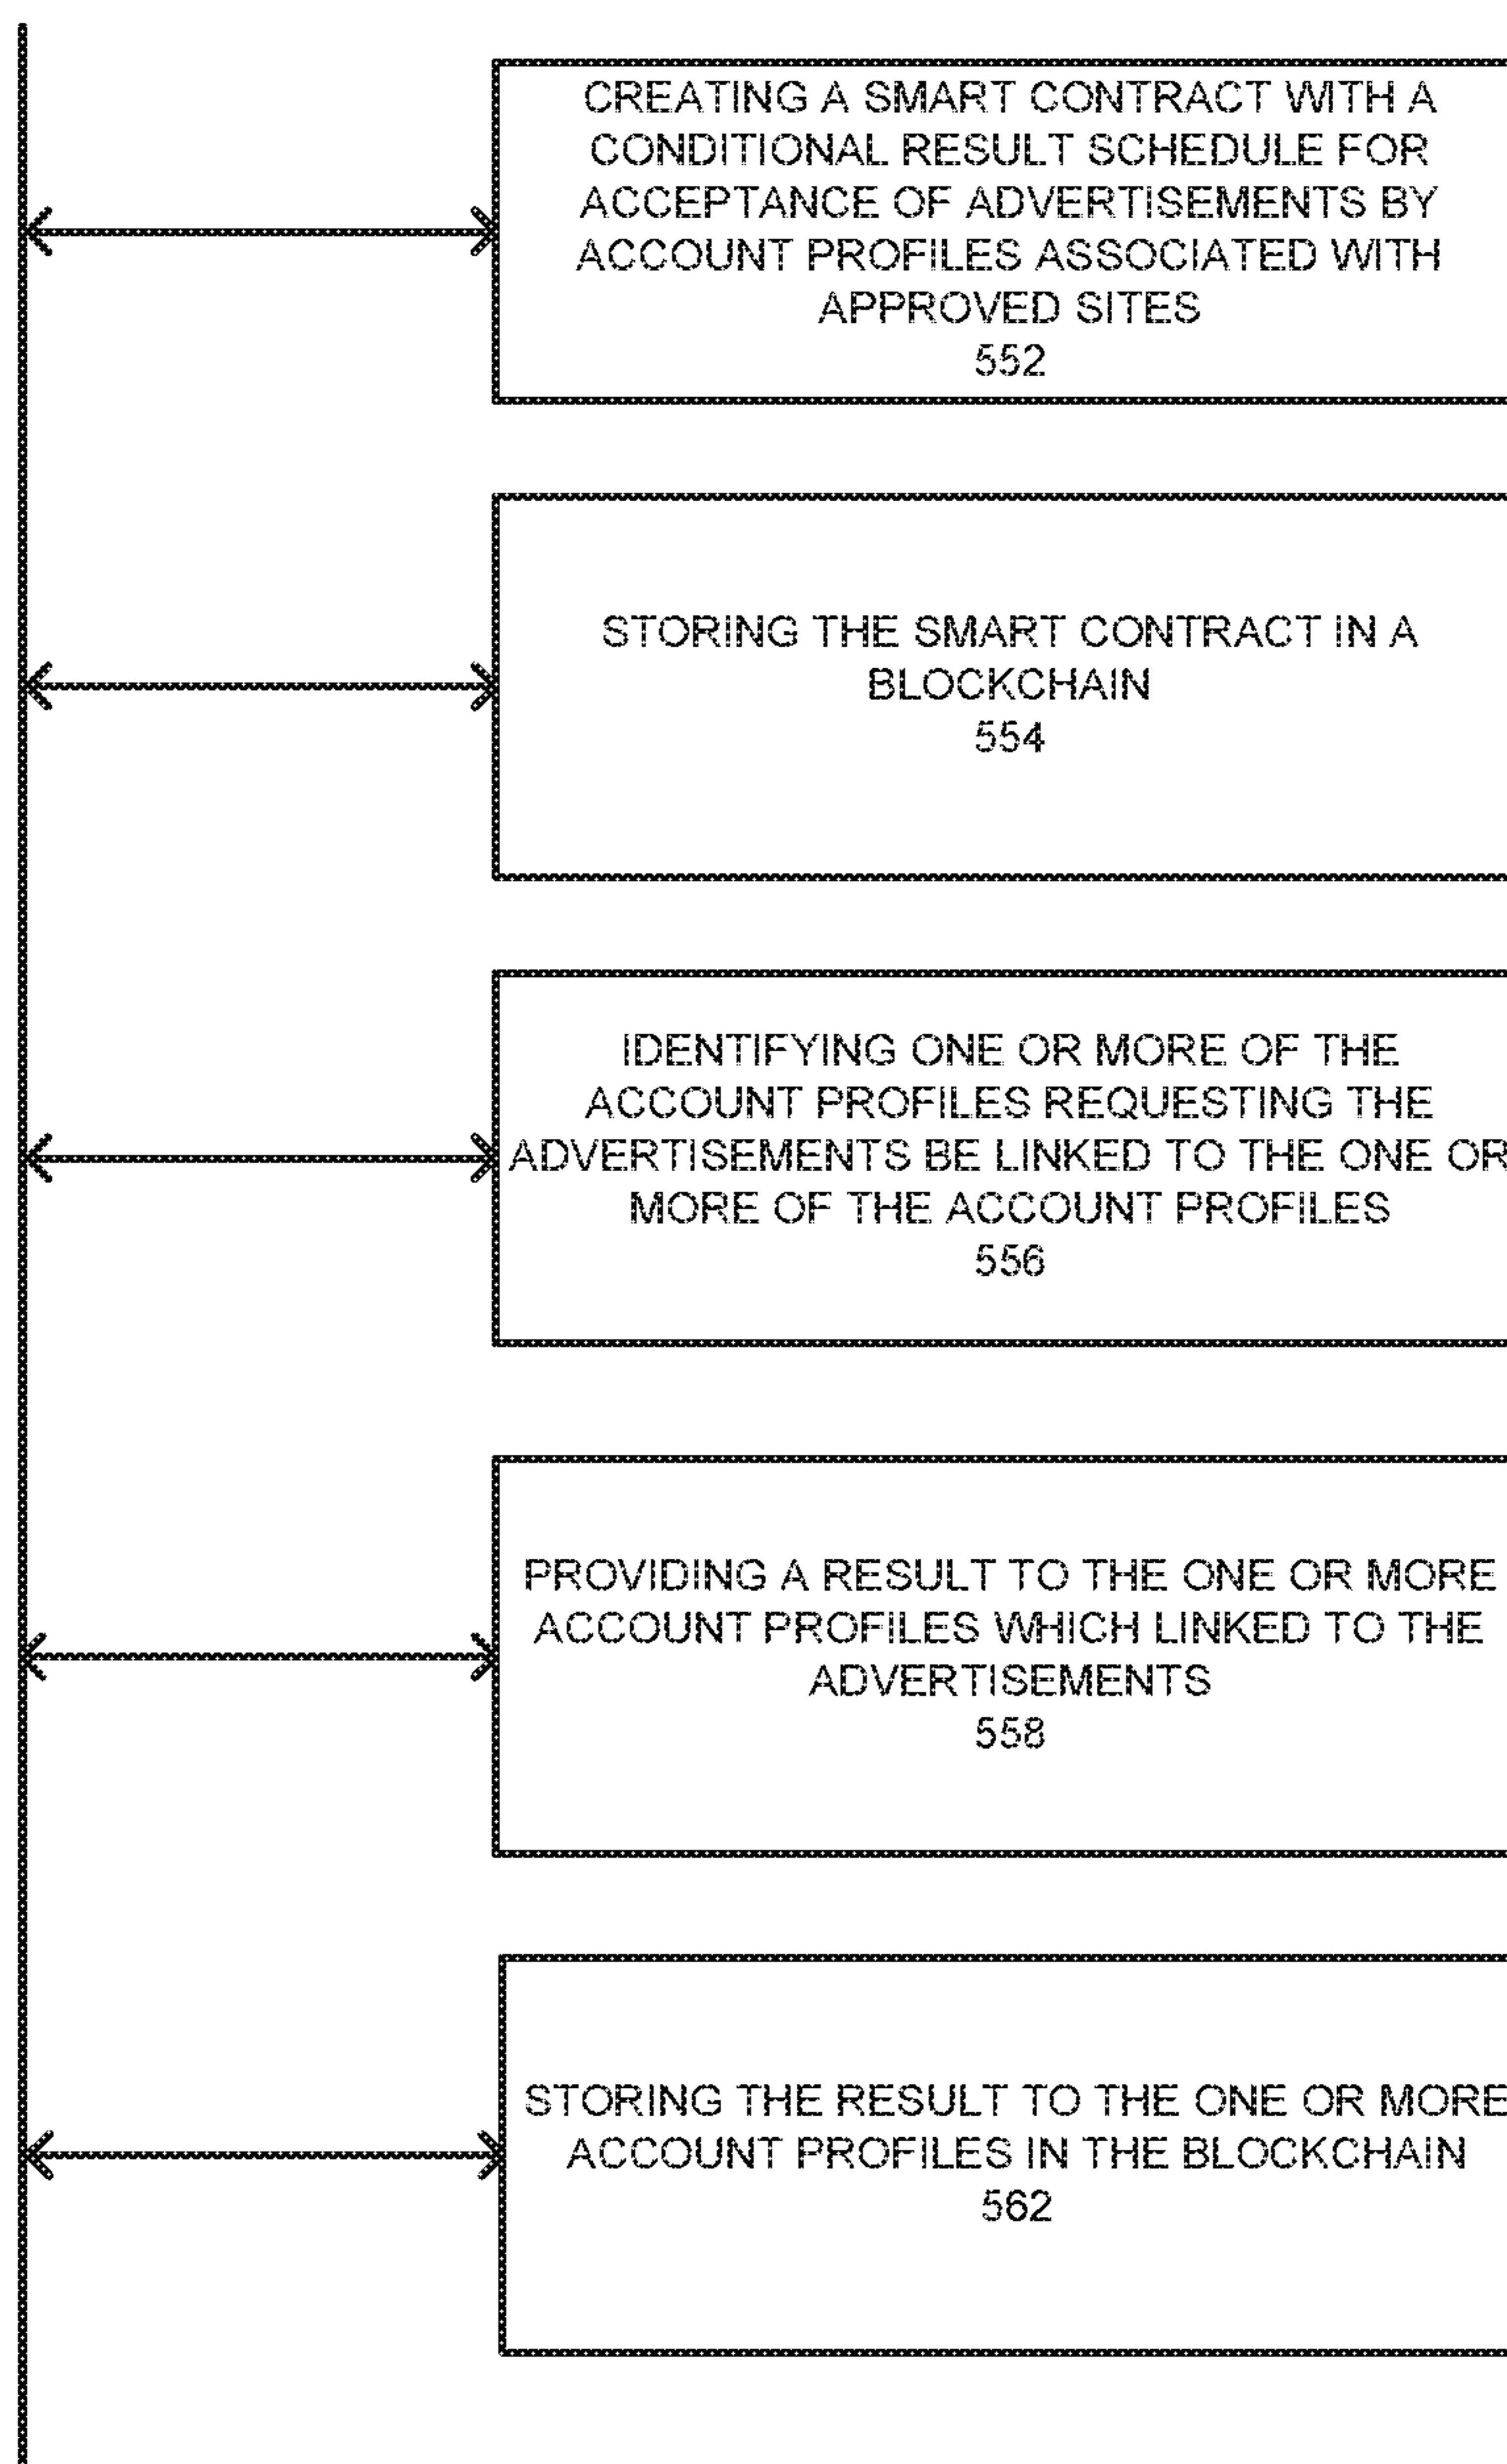 CREATING A SMART CONTRACT WITH A
CONDITIONAL RESULT SCHEDULE FOR
ACCEPTANCE OF ADVERTISEMENTS BY
ACCOUNT PROFILES ASSOCIATED WITH
APPROVED SITES
552
STORING THE SMART CONTRACT IN A
BLOCKCHAIN
554
IDENTIFYING ONE OR MORE OF THE
ACCOUNT PROFILES REQUESTING THE
ADVERTISEMENTS BE LINKED TO THE ONE OR
MORE OF THE ACCOUNT PROFILES
556
PROVIDING A RESULT TO THE ONE OR MORE
ACCOUNT PROFILES WHICH LINKED TO THE
ADVERTISEMENTS
558
STORING THE RESULT TO THE ONE OR MORE
ACCOUNT PROFILES IN THE BLOCKCHAIN
562